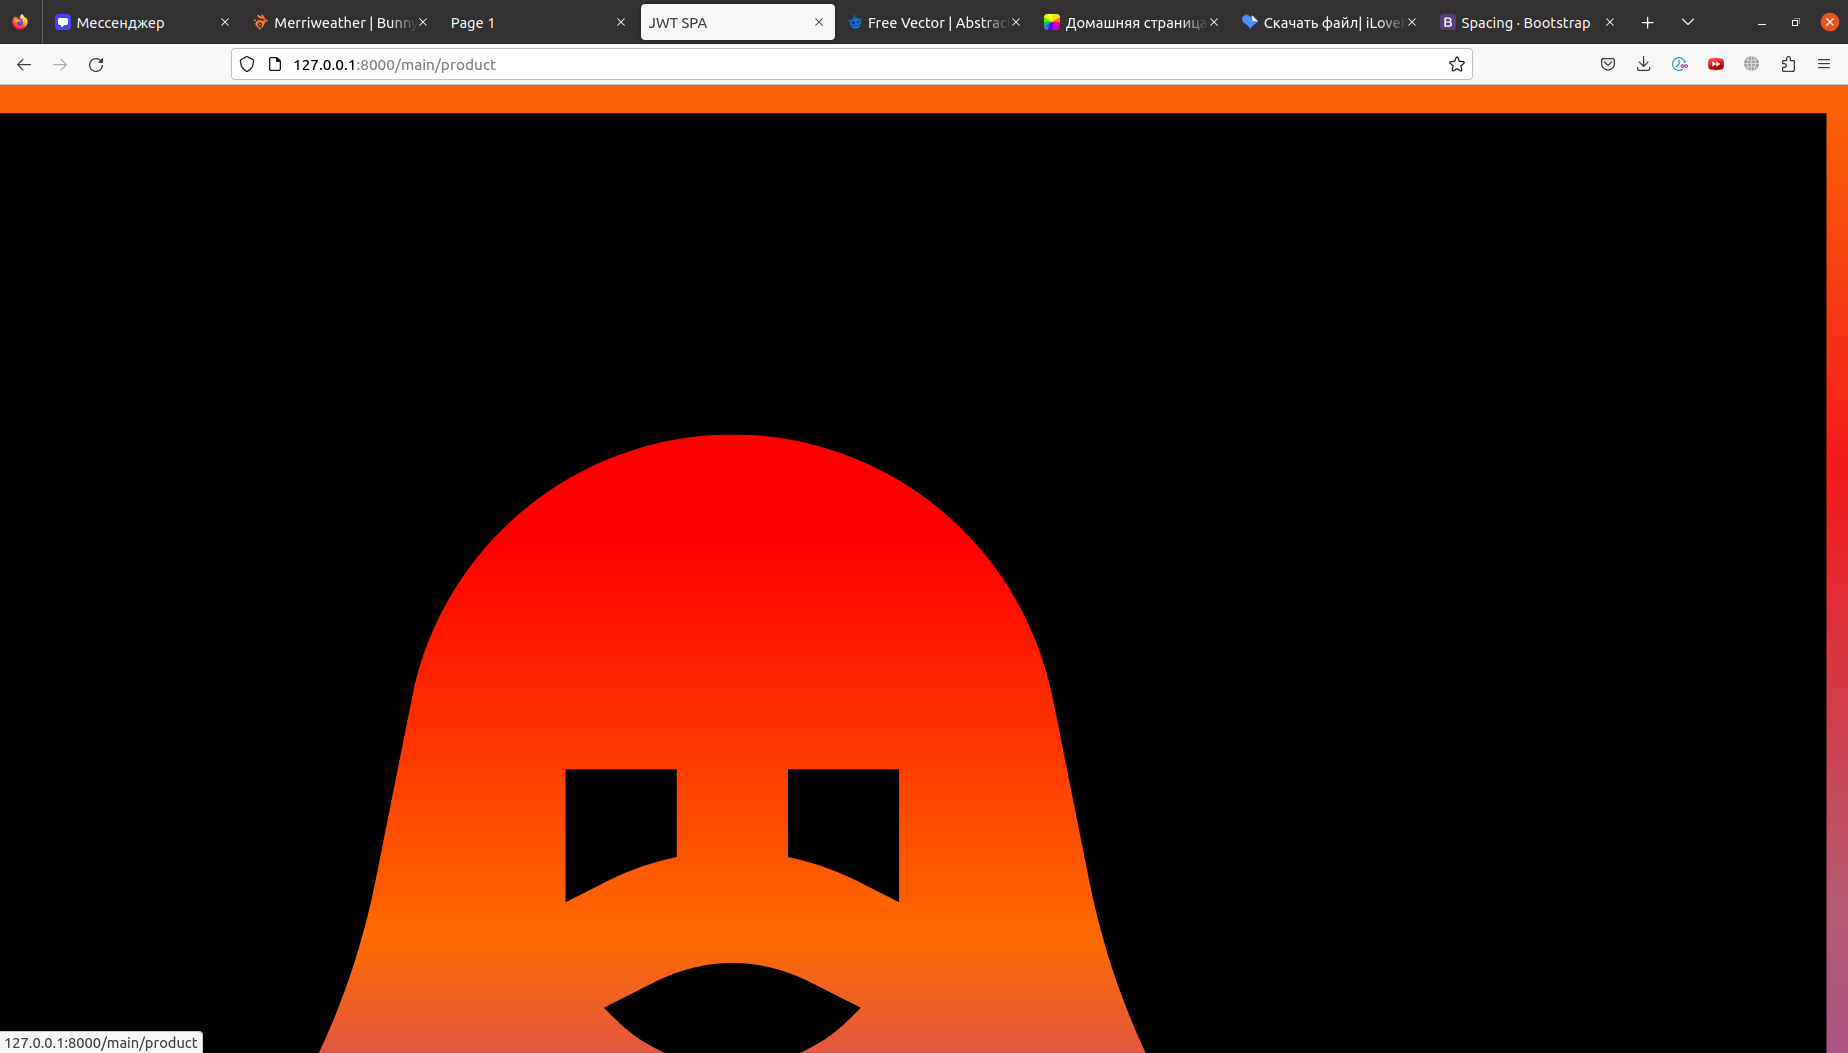 Мессенджер
Merriweather | Bunny
Page 1
JWT SPA
Free Vector | Abstrac
Домашняя страница
Скачать файл| iLove
B Spacing · Bootstrap
127.0.0.1:8000/main/product
127.0.0.1:8000/main/product